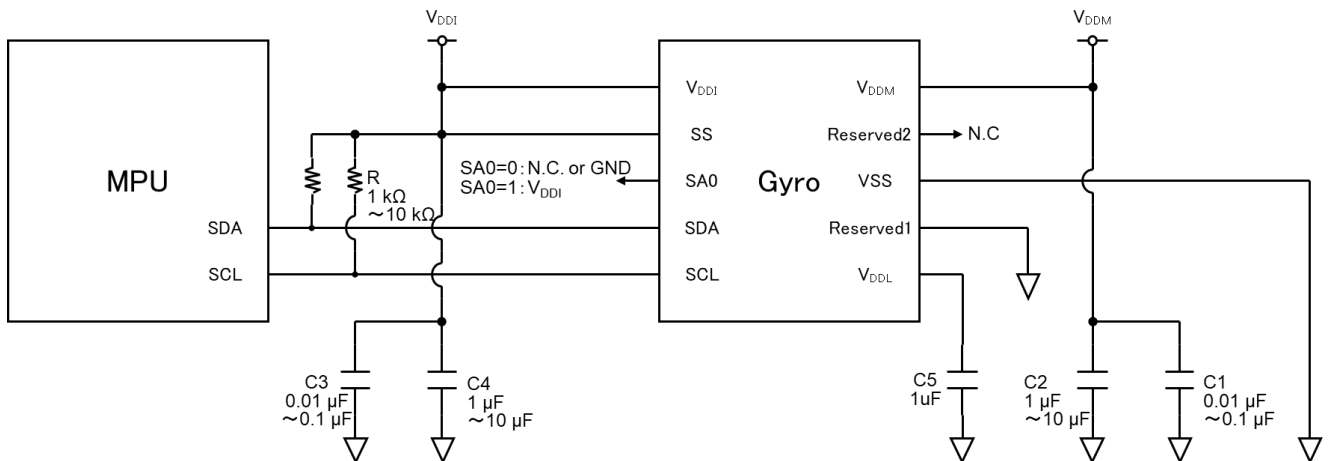 VDDI
VDDM
MPU
SDA
SCL
R
1 kΩ
～10 kΩ
SA0=0: N.C. or GND
SA0=1: VDDI
Gyro
VDDI
SS
SA0
SDA
SCL
VDDM
Reserved2
VSS
Reserved1
VDDL
N.C
C3
0.01 µF
～0.1 µF
C4
1 µF
～10 µF
C5
1uF
C2
1 µF
～10 µF
C1
0.01 µF
～0.1 µF